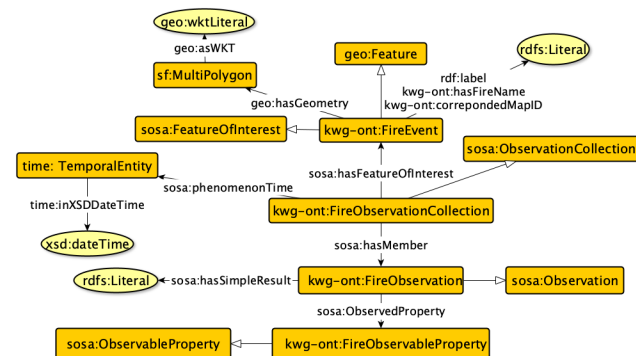 geo:wktLiteral
geo:asWKT
geo:Feature
rdfs:Literal
sf:MultiPolygon
rdf:label
kwg-ont:hasFireName
kwg-ont:correpondedMapID
geo:hasGeometry
sosa:FeatureOfInterest
kwg-ont:FireEvent
sosa:ObservationCollection
time: TemporalEntity
sosa:hasFeatureOfInterest
sosa:phenomenonTime
time:inXSDDateTime
kwg-ont:FireObservationCollection
xsd:dateTime
sosa:hasMember
rdfs:Literal
sosa:hasSimpleResult
kwg-ont:FireObservation
sosa:Observation
sosa:ObservedProperty
sosa:ObservableProperty
kwg-ont:FireObservableProperty